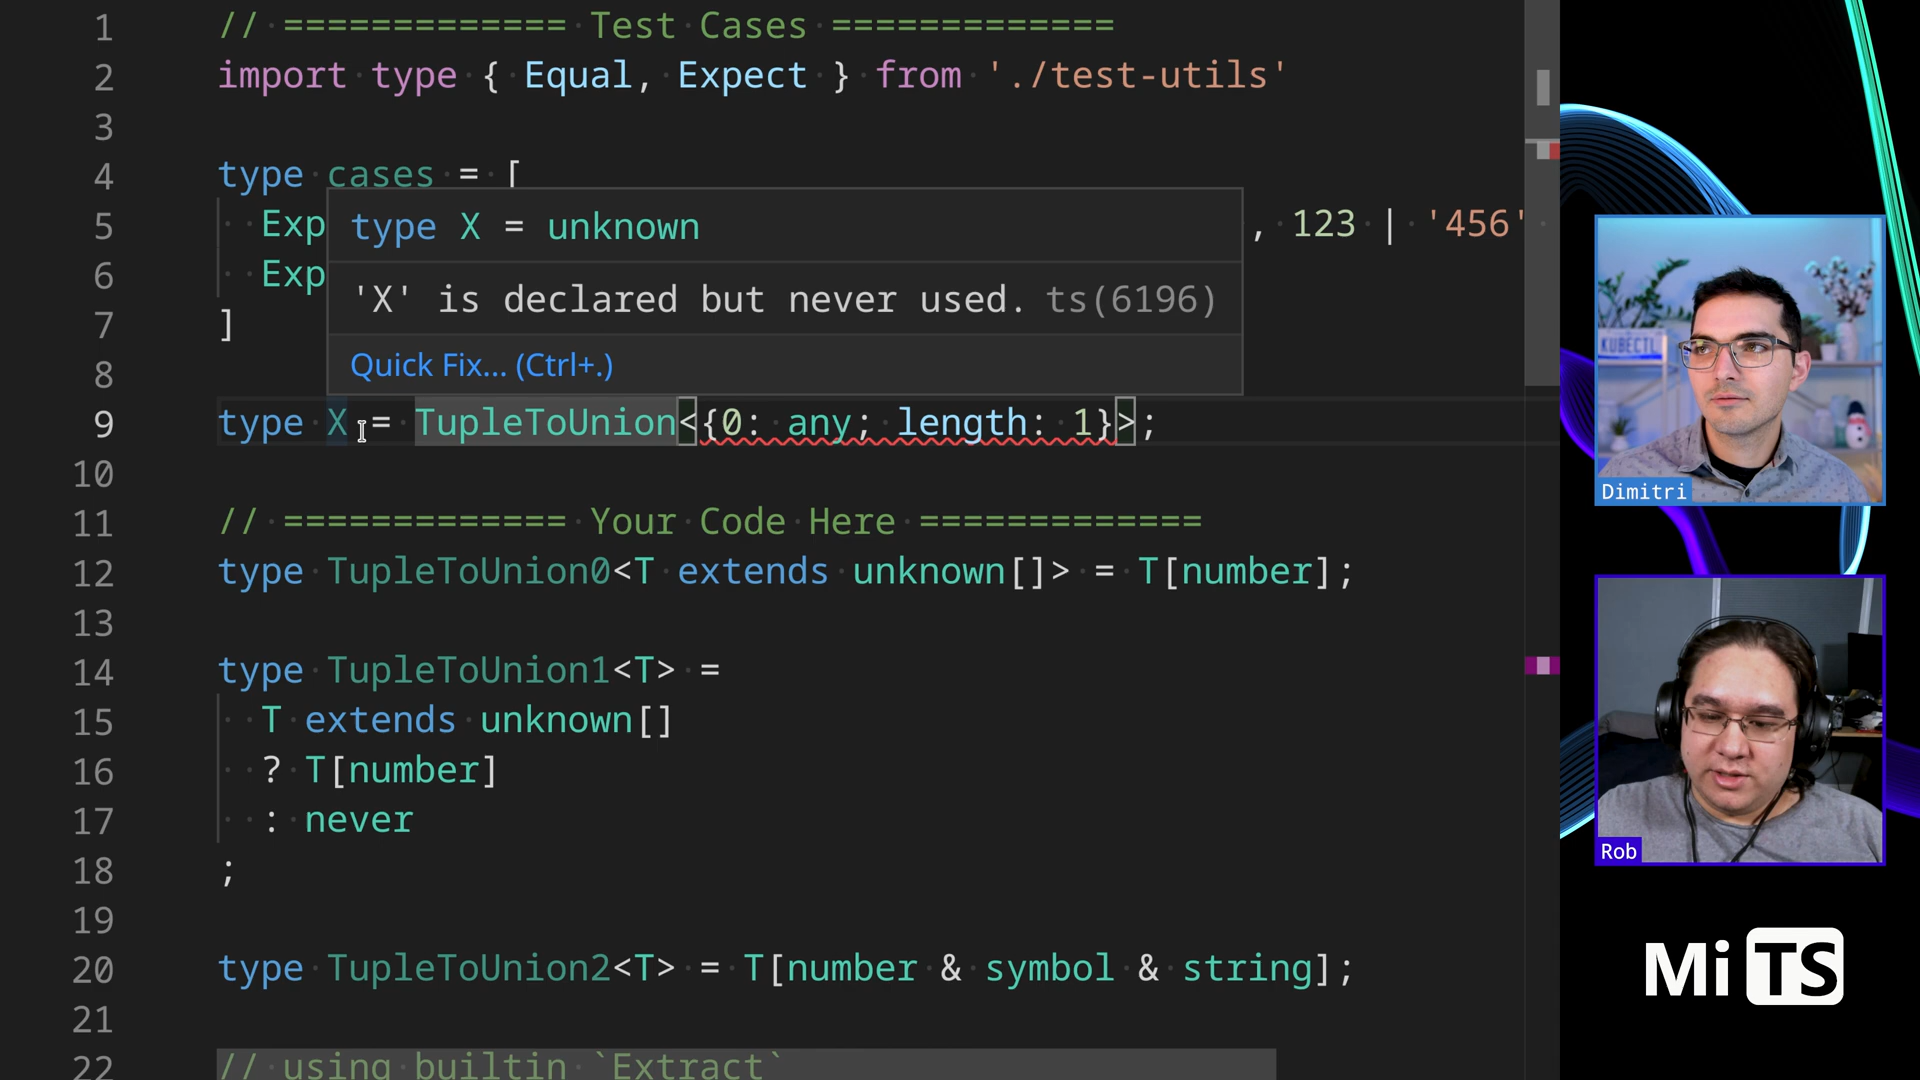 1 // ============= Test Cases =============
2 import type { Equal, Expect } from './test-utils'
3
4 type cases = [
5 Exp , 123 | '456'
6 Exp
type X = unknown
'X' is declared but never used. ts(6196)
Quick Fix... (Ctrl+.)
7 ]
8
9 type X = TupleToUnion<{0: any; length: 1}>;
10
11 // ============= Your Code Here =============
12 type TupleToUnion0<T extends unknown[]> = T[number];
13
14 type TupleToUnion1<T> =
15 T extends unknown[]
16 ? T[number]
17 : never
18 ;
19
20 type TupleToUnion2<T> = T[number & symbol & string];
21
22 // using builtin `Extract`
KUBECTL
Dimitri
Rob
Mi TS